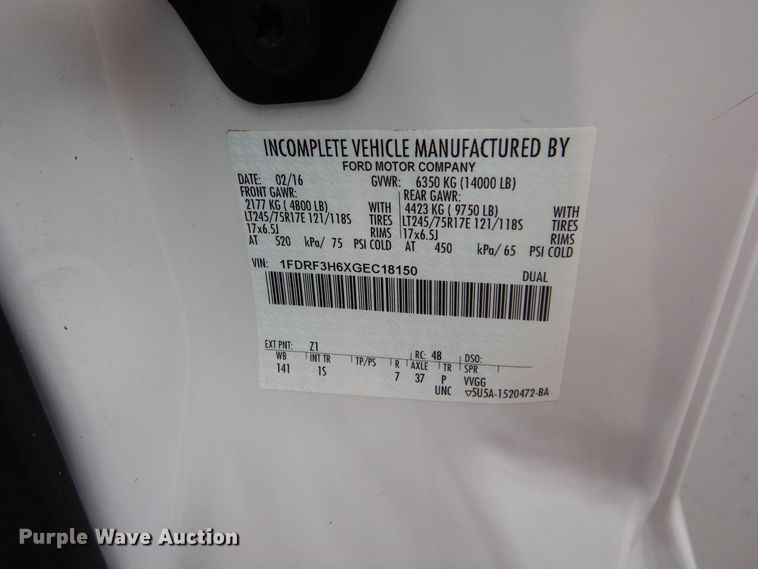 INCOMPLETE VEHICLE MANUFACTURED BY
FORD MOTOR COMPANY
DATE: 02/16 GVWR: 6350 KG (14000 LB)
FRONT GAWR: REAR GAWR:
2177 KG ( 4800 LB) WITH 4423 KG ( 9750 LB) WITH
LT245/75R17E 121/118S TIRES LT245/75R17E 121/118S TIRES
17x6.5J RIMS 17x6.5J RIMS
AT 520 kPa/ 75 PSI COLD AT 450 kPa/ 65 PSI COLD
VIN: 1FDRF3H6XGEC18150 DUAL
EXT PNT: Z1 RC: 48 DSO:
WB INT TR TP/PS R AXLE TR SPR
141 1S 7 37 P VVGG
UNC ▽5U5A-1520472-BA
Purple Wave Auction